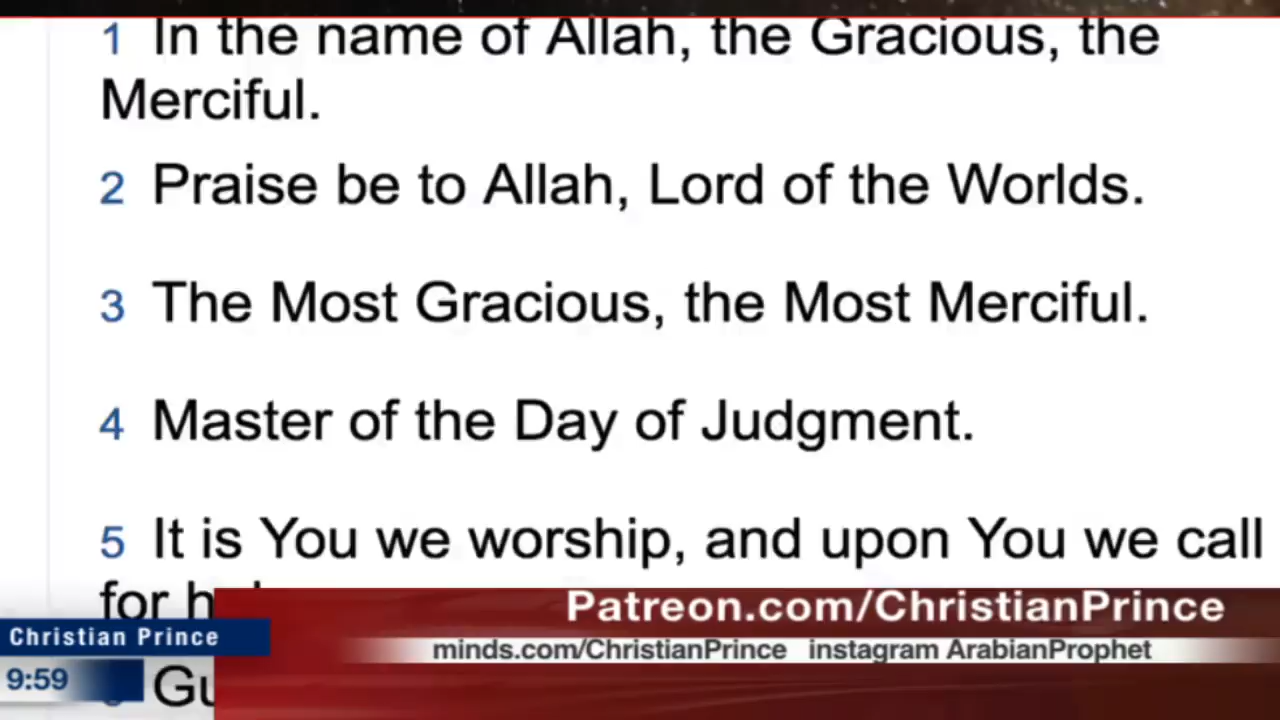 1 In the name of Allah, the Gracious, the
Merciful.
2 Praise be to Allah, Lord of the Worlds.
3 The Most Gracious, the Most Merciful.
4 Master of the Day of Judgment.
5 It is You we worship, and upon You we call
for
Patreon.com/ChristianPrince
Christian Prince
minds.com/ChristianPrince instagram ArabianProphet
9:59